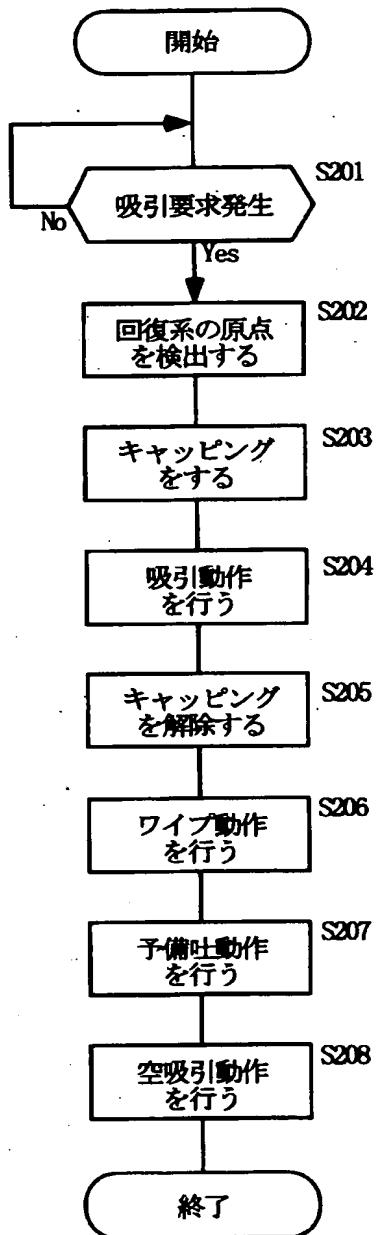 開始
S201
吸引要求発生
No
Yes
S202
回復系の原点
を検出する
S203
キャッピング
をする
S204
吸引動作
を行う
S205
キャッピング
を解除する
S206
ワイプ動作
を行う
S207
予備吐動作
を行う
S208
空吸引動作
を行う
終了